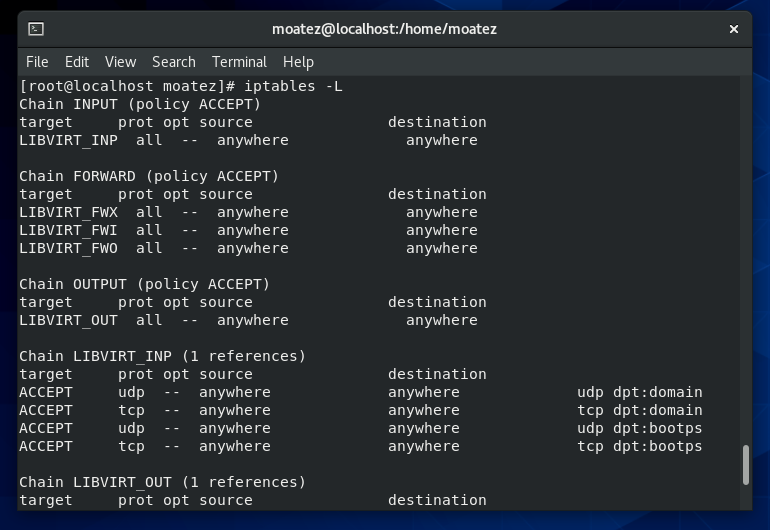 moatez@localhost:/home/moatez
File Edit View Search Terminal Help
[root@localhost moatez]# iptables -L
Chain INPUT (policy ACCEPT)
target     prot opt source               destination
LIBVIRT_INP  all  --  anywhere             anywhere

Chain FORWARD (policy ACCEPT)
target     prot opt source               destination
LIBVIRT_FWX  all  --  anywhere             anywhere
LIBVIRT_FWI  all  --  anywhere             anywhere
LIBVIRT_FWO  all  --  anywhere             anywhere

Chain OUTPUT (policy ACCEPT)
target     prot opt source               destination
LIBVIRT_OUT  all  --  anywhere             anywhere

Chain LIBVIRT_INP (1 references)
target     prot opt source               destination
ACCEPT     udp  --  anywhere             anywhere             udp dpt:domain
ACCEPT     tcp  --  anywhere             anywhere             tcp dpt:domain
ACCEPT     udp  --  anywhere             anywhere             udp dpt:bootps
ACCEPT     tcp  --  anywhere             anywhere             tcp dpt:bootps

Chain LIBVIRT_OUT (1 references)
target     prot opt source               destination